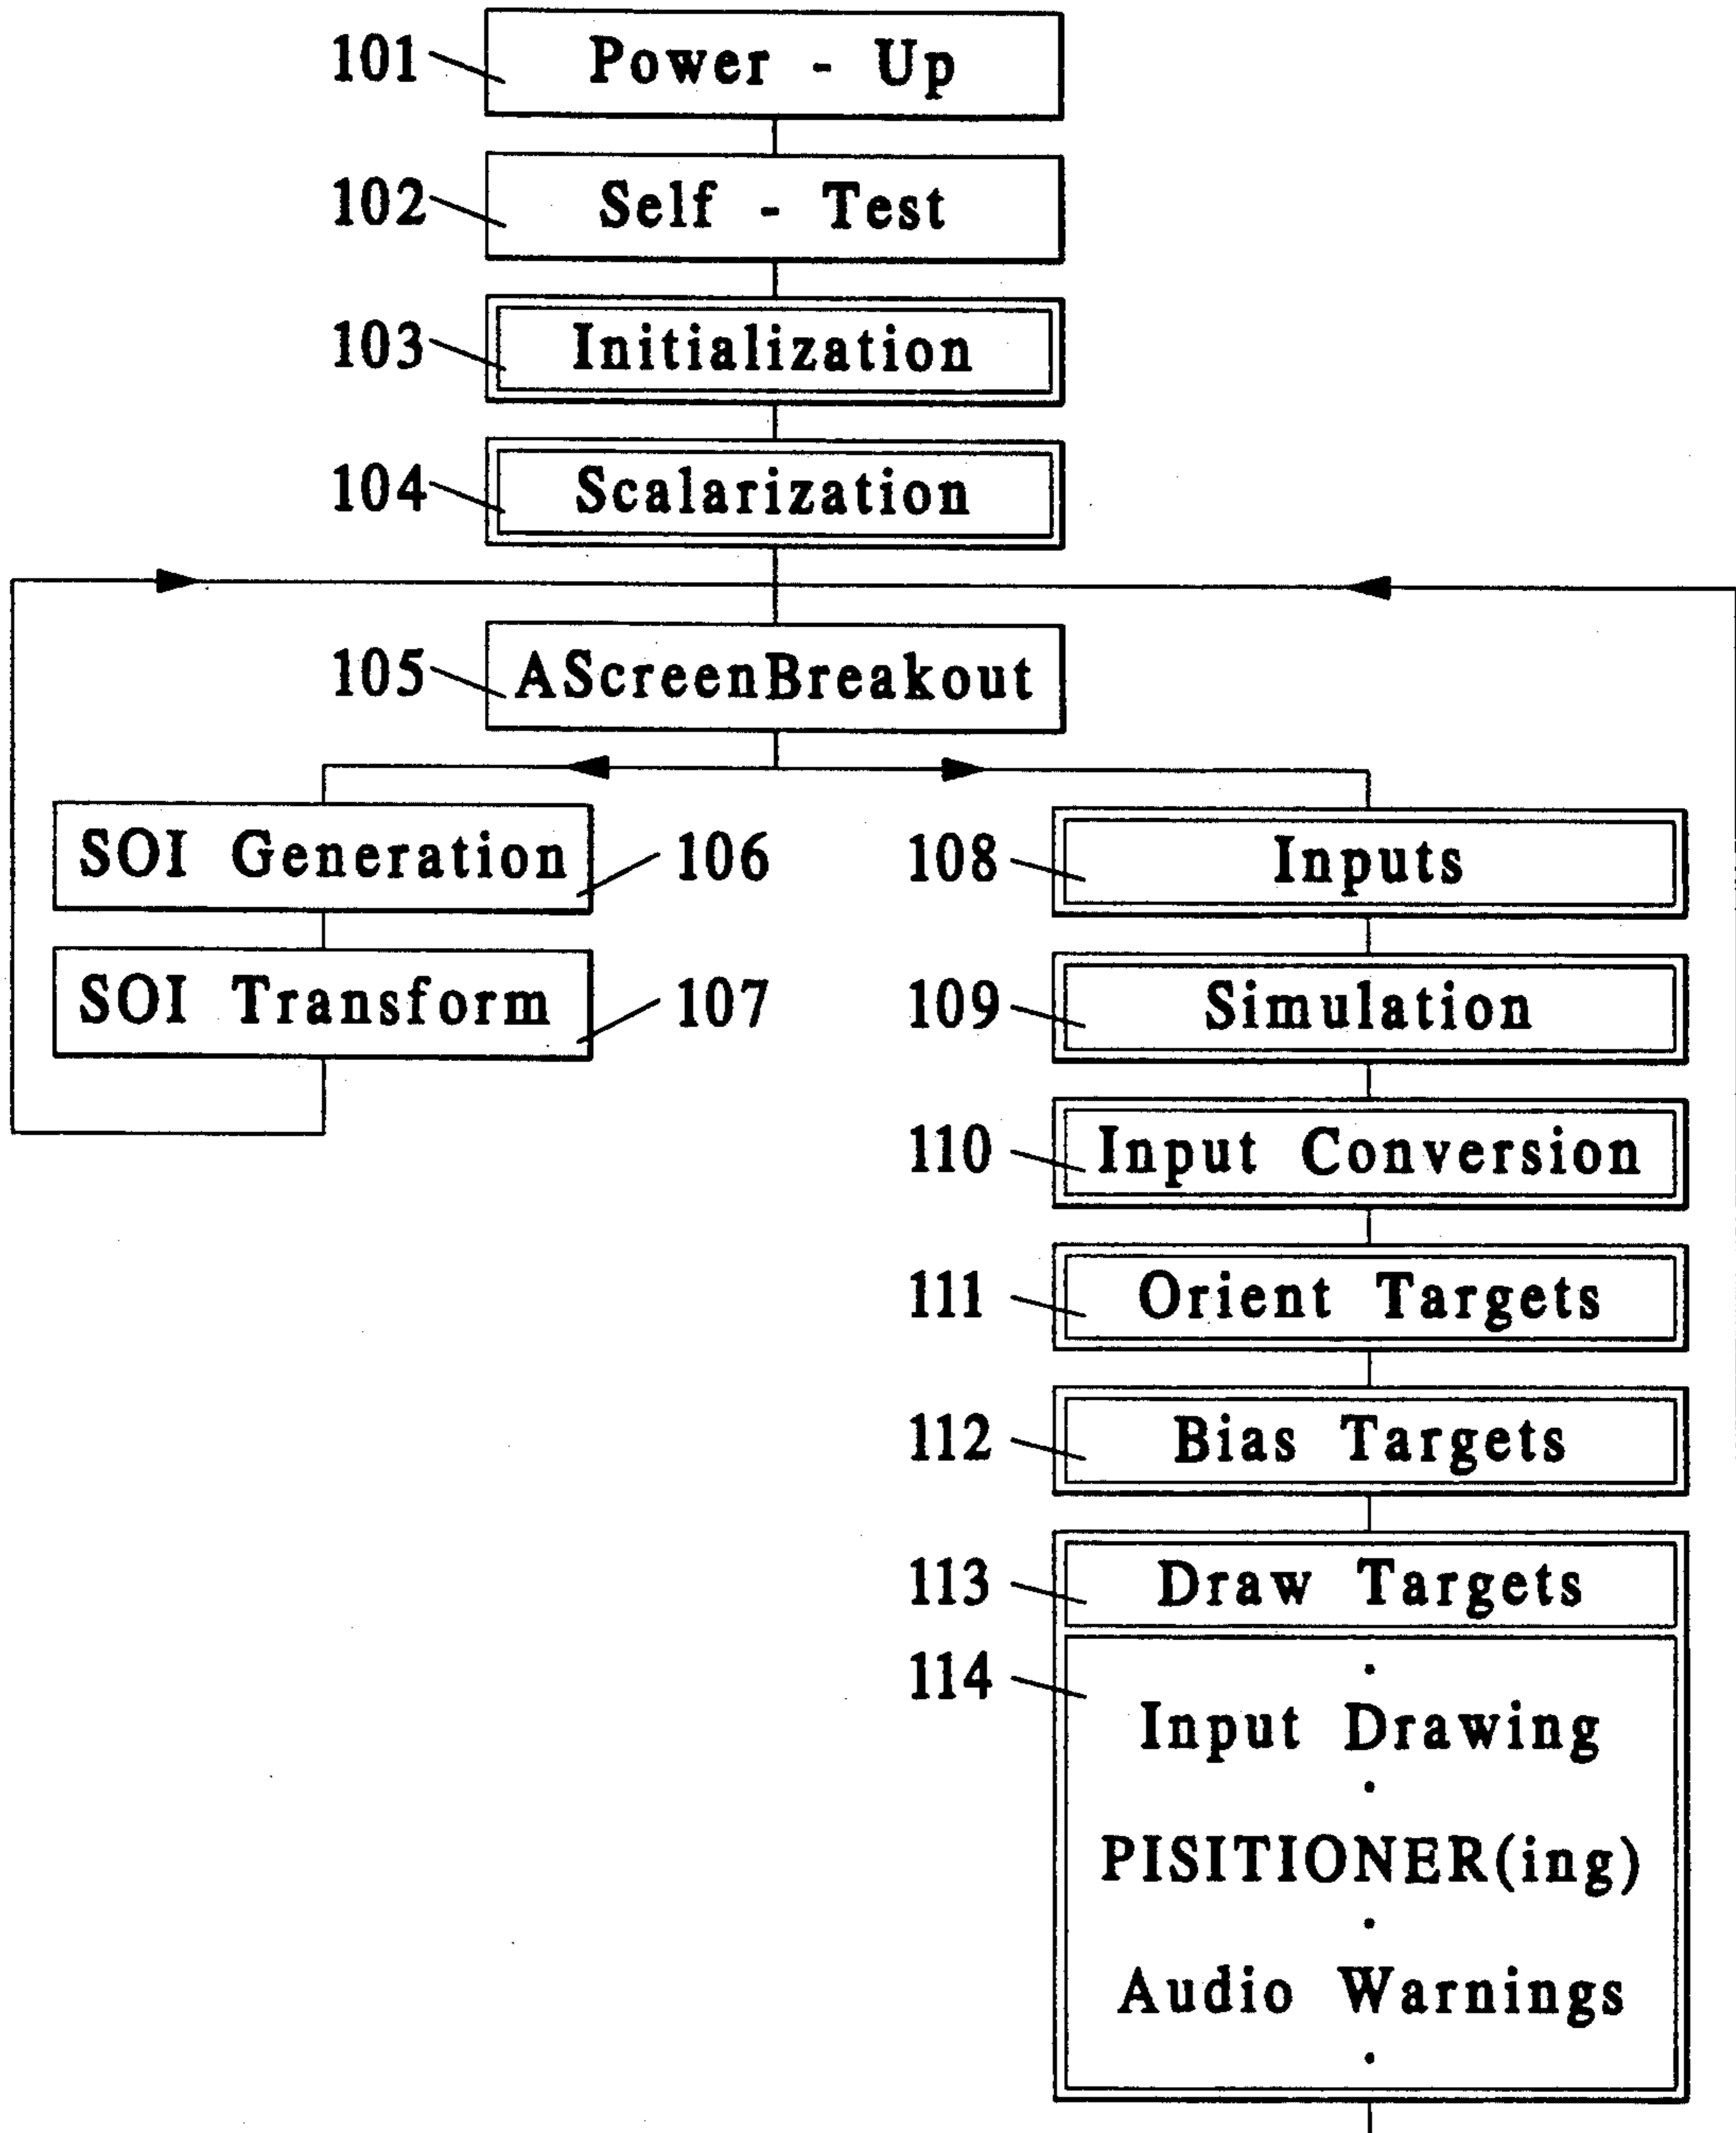 101 Power - Up
102 Self - Test
103 Initialization
104 Scalarization
105 AScreenBreakout
SOI Generation 106
SOI Transform 107
108 Inputs
109 Simulation
110 Input Conversion
111 Orient Targets
112 Bias Targets
113 Draw Targets
114
Input Drawing
PISITIONER(ing)
Audio Warnings